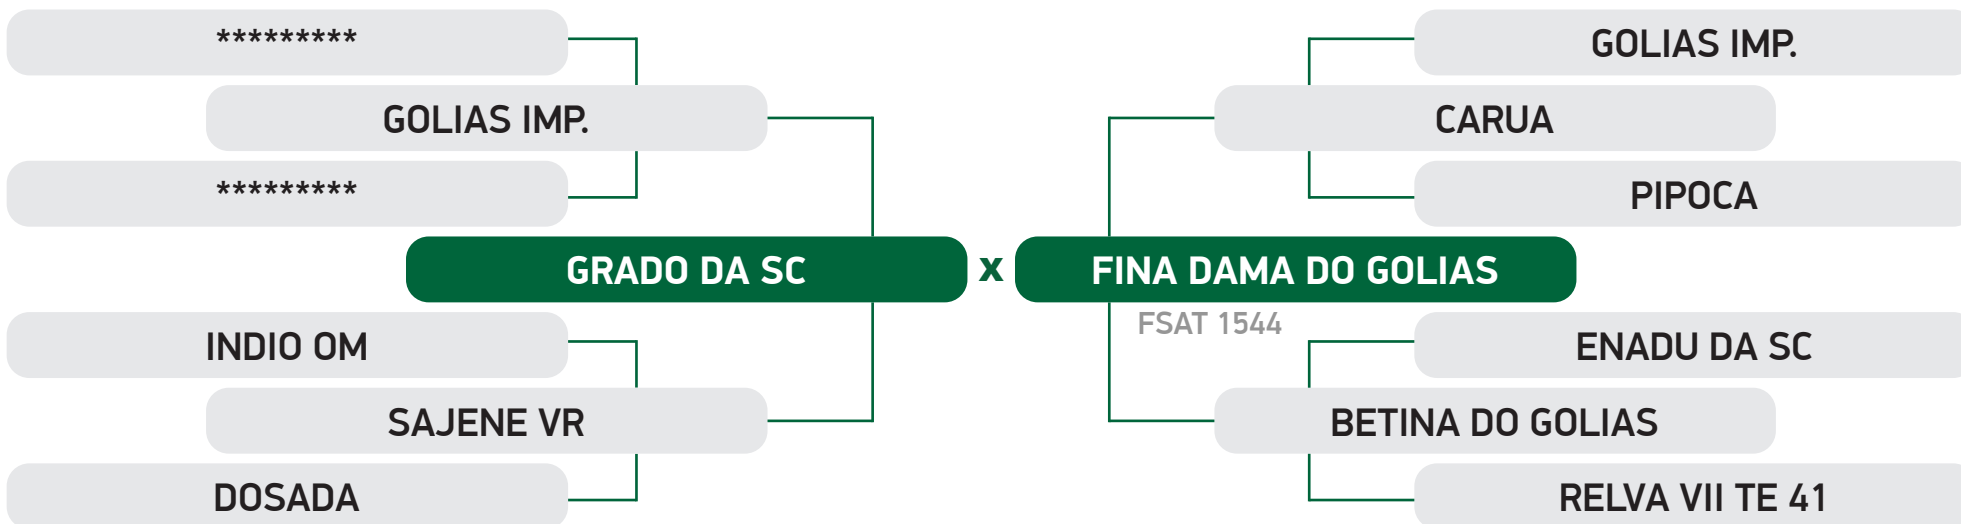 *********
GOLIAS IMP.
GOLIAS IMP.
CARUA
*********
PIPOCA
GRADO DA SC
x
FINA DAMA DO GOLIAS
FSAT 1544
INDIO OM
ENADU DA SC
SAJENE VR
BETINA DO GOLIAS
DOSADA
RELVA VII TE 41